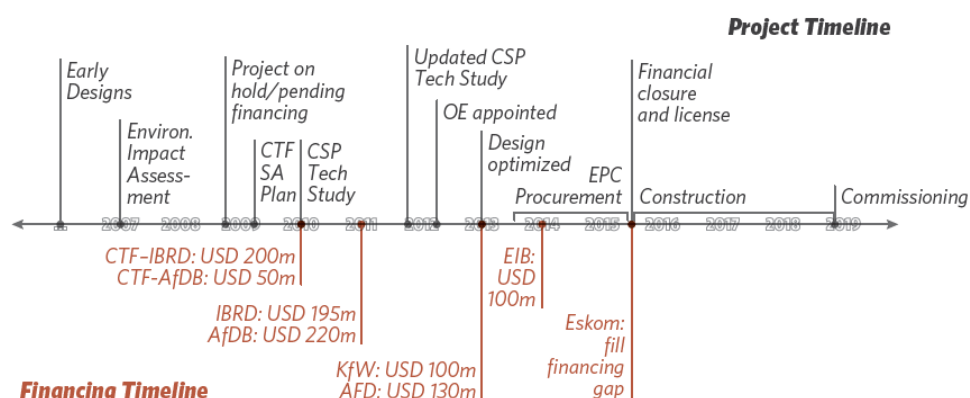 Project Timeline
Early
Designs
Environ.
Impact
Assess-
ment
Project on
hold/pending
financing
CTF
SA
Plan
CSP
Tech
Study
Updated CSP
Tech Study
OE appointed
Design
optimized
EPC
Procurement
Financial
closure
and license
Construction
Commissioning
2007 2008 2009 2010 2011 2012 2013 2014 2015 2016 2017 2018 2019
CTF–IBRD: USD 200m
CTF-AfDB: USD 50m
IBRD: USD 195m
AfDB: USD 220m
KfW: USD 100m
AFD: USD 130m
EIB:
USD
100m
Eskom:
fill
financing
gap
Financing Timeline